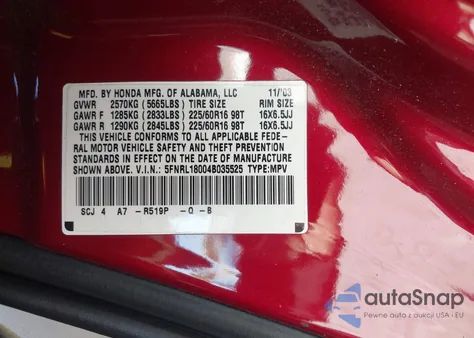 MFD. BY HONDA MFG. OF ALABAMA, LLC 11/'03
GVWR 2570KG (5665LBS) TIRE SIZE RIM SIZE
GAWR F 1285KG (2833LBS) 225/60R16 98T 16X6.5JJ
GAWR R 1290KG (2845LBS) 225/60R16 98T 16X6.5JJ
THIS VEHICLE CONFORMS TO ALL APPLICABLE FEDE-
RAL MOTOR VEHICLE SAFETY AND THEFT PREVENTION
STANDARDS IN EFFECT ON THE DATE OF MANUFACTURE
SHOWN ABOVE. V.I.N.: 5FNRL18004B035525 TYPE:MPV
SCJ 4 A7 -R519P -Q -B
autoSnap
Pewne auta z aukcji USA i EU